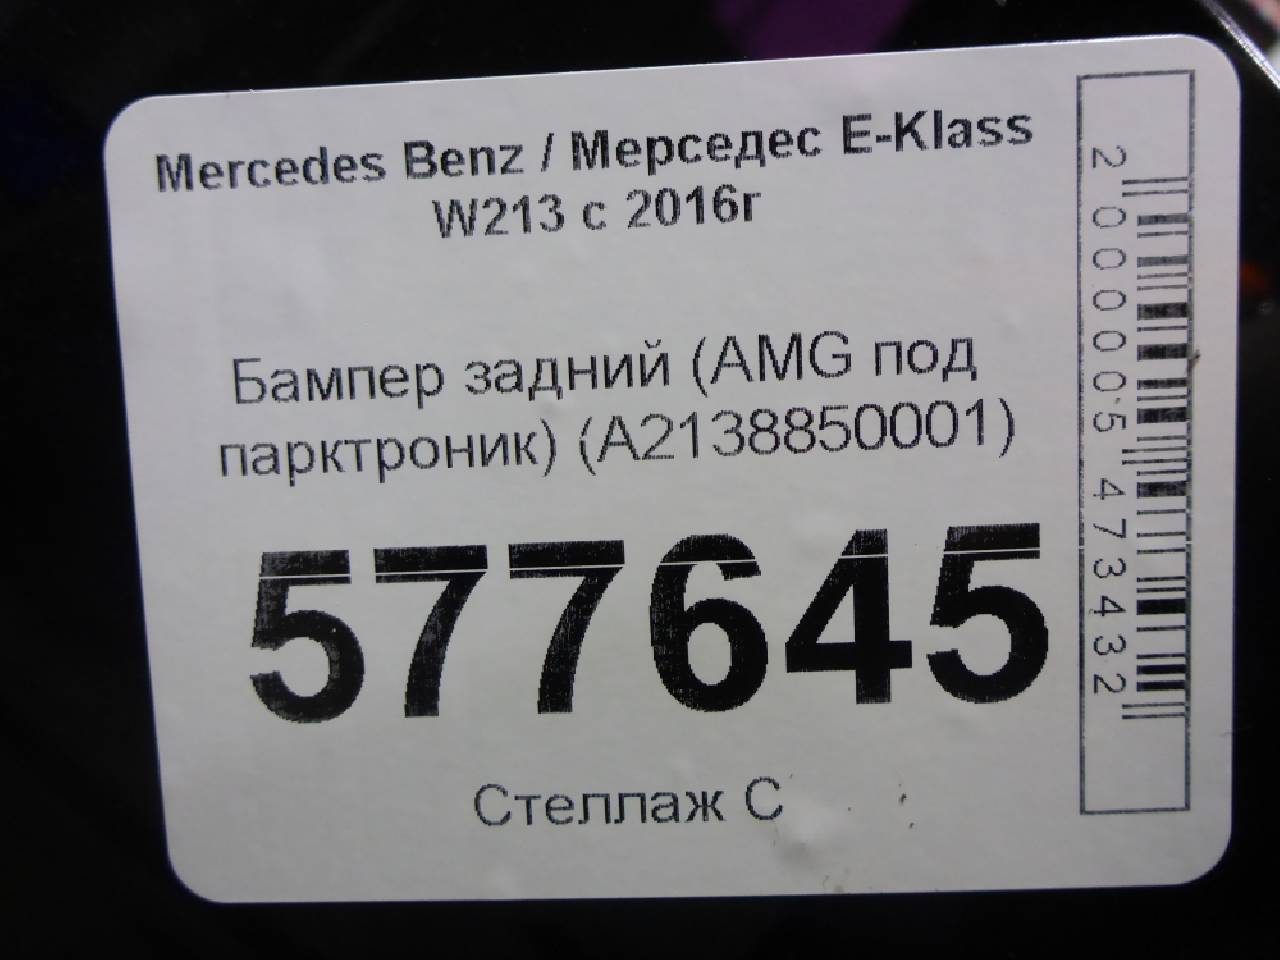 Mercedes Benz / Мерседес E-Klass
W213 с 2016г
Бампер задний (AMG под
парктроник) (A2138850001)
577645
Стеллаж С
2000005473432